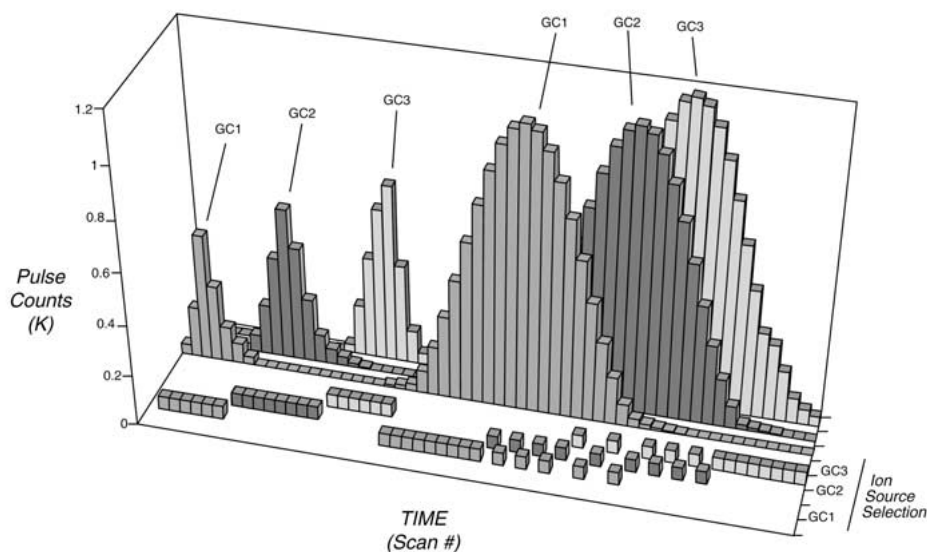 GC1
GC2
GC3
GC1
GC2
GC3
1.2
1
0.8
0.6
0.4
0.2
0
Pulse
Counts
(K)
TIME
(Scan #)
GC3
GC2
GC1
Ion
Source
Selection